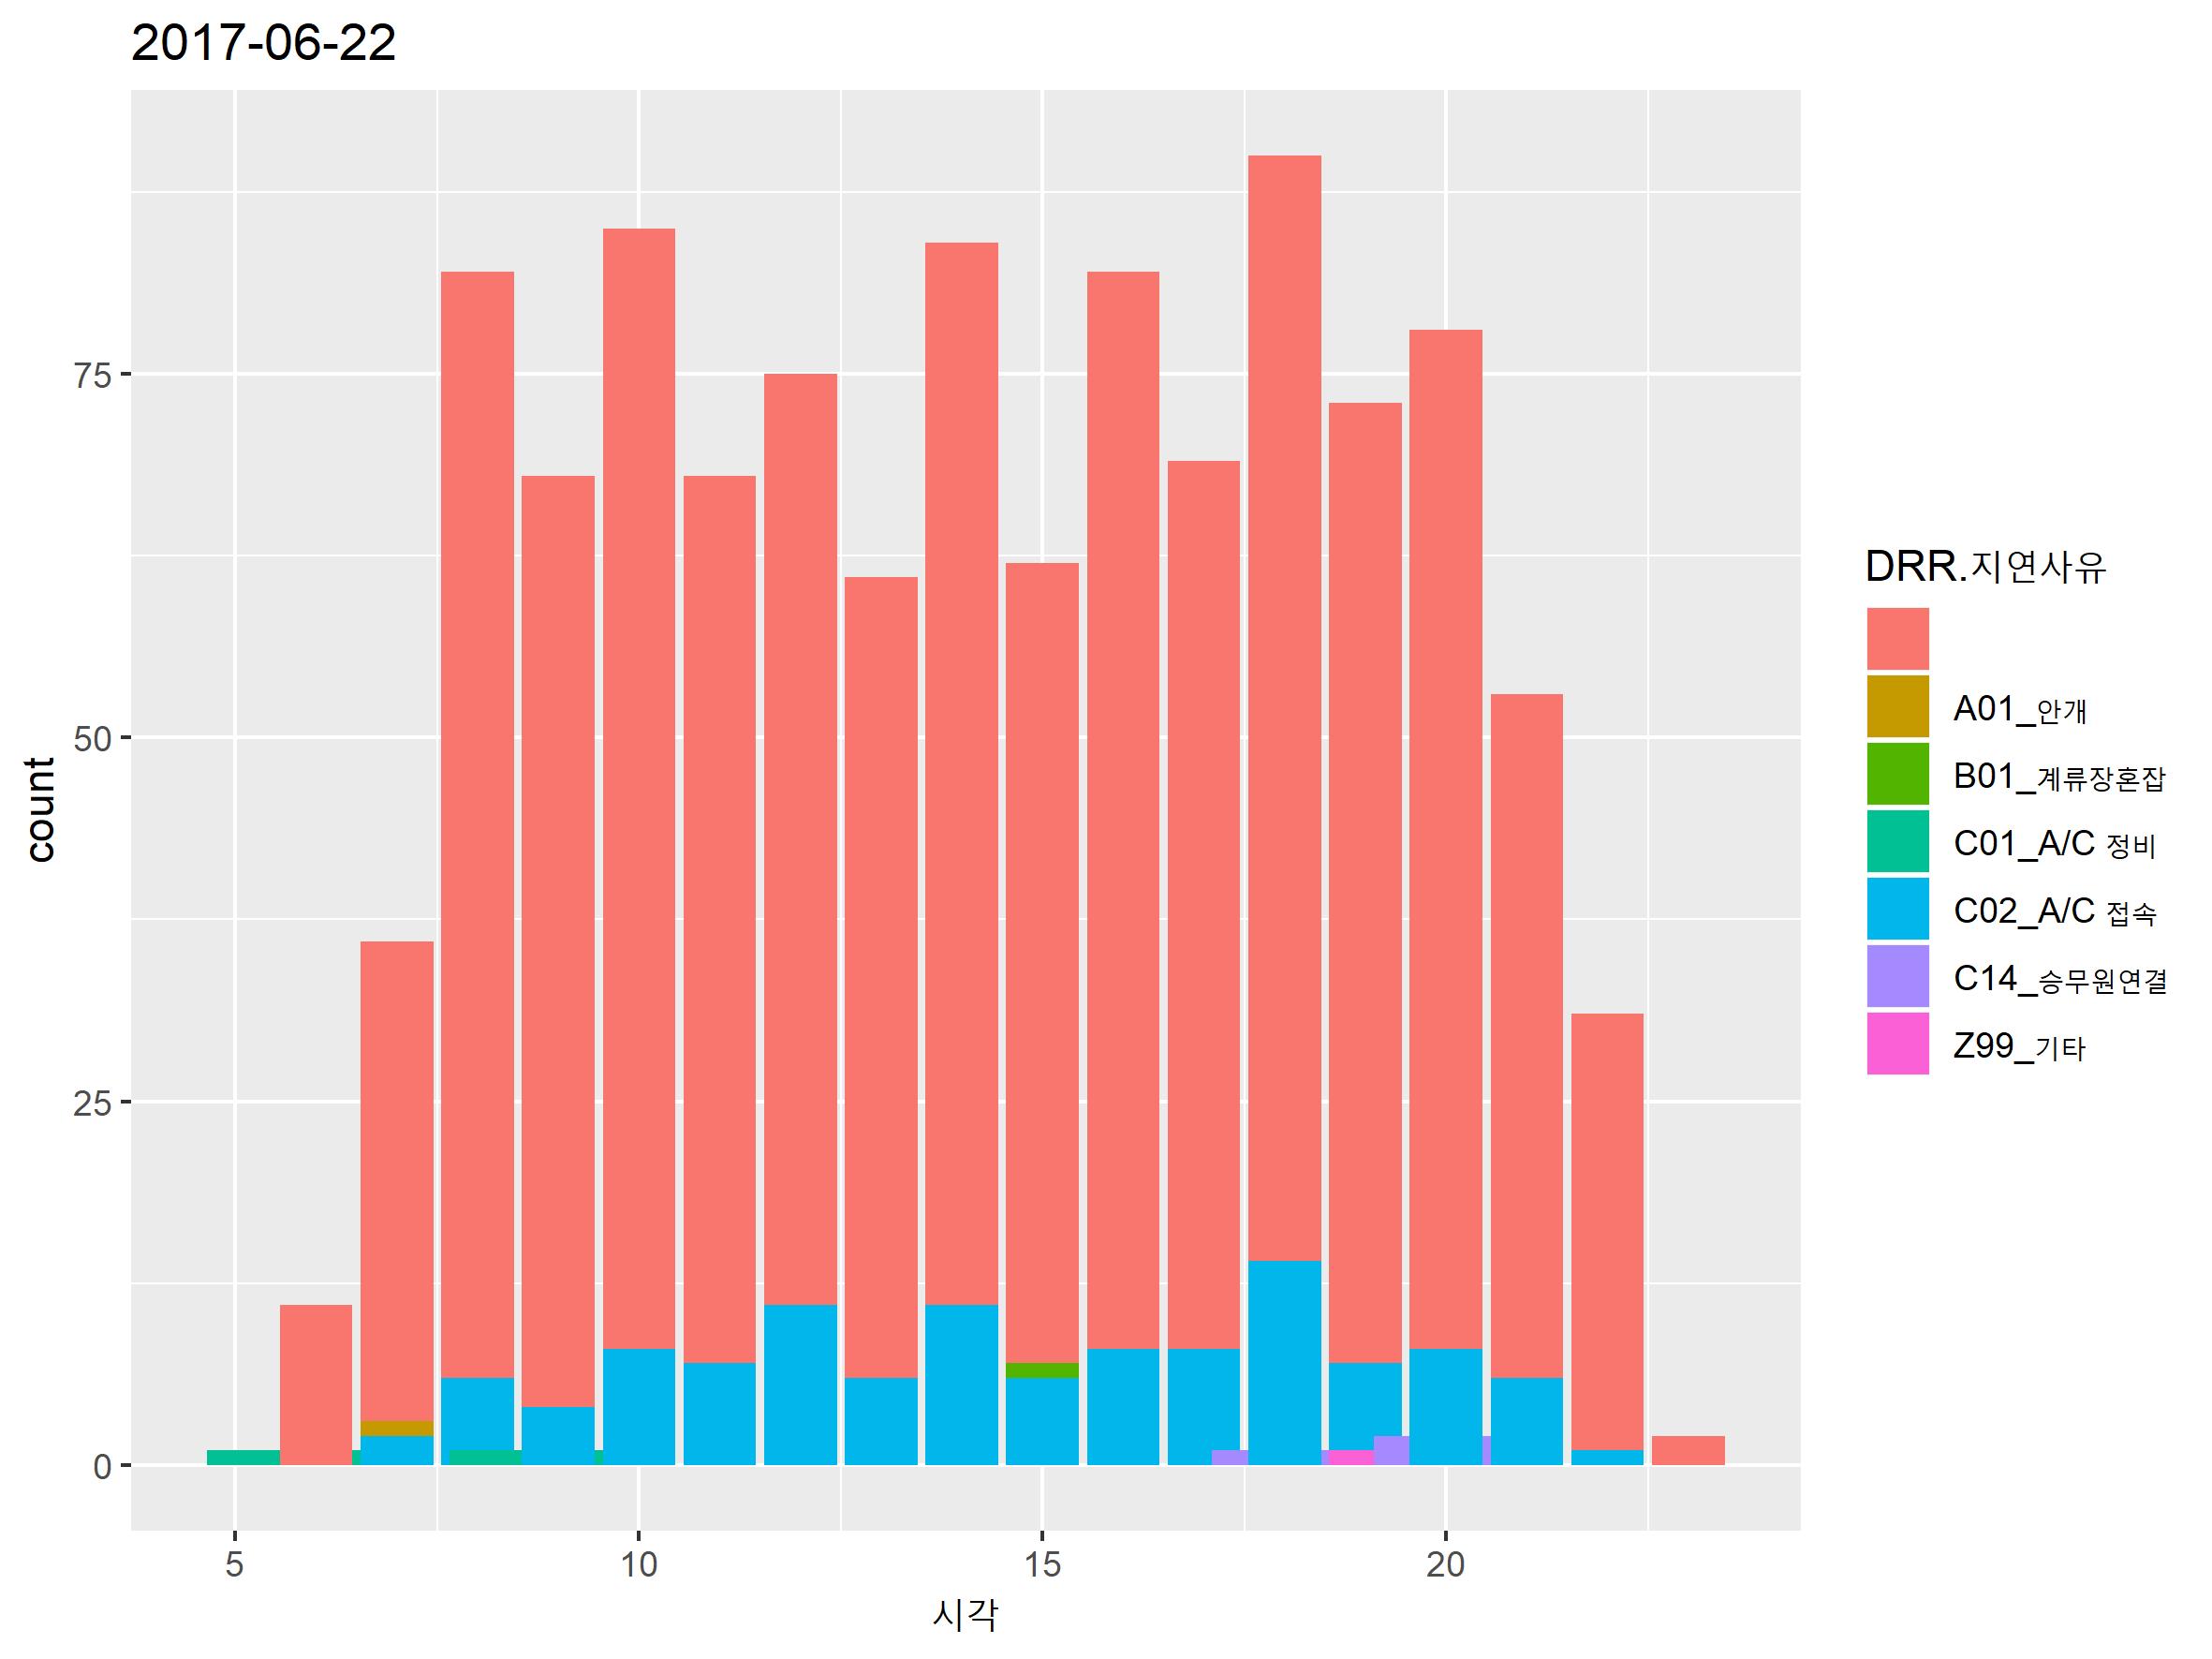 2017-06-22
75
50
25
0
count
5 10 15 20
시각
DRR.지연사유
A01_안개
B01_계류장혼잡
C01_A/C 정비
C02_A/C 접속
C14_승무원연결
Z99_기타